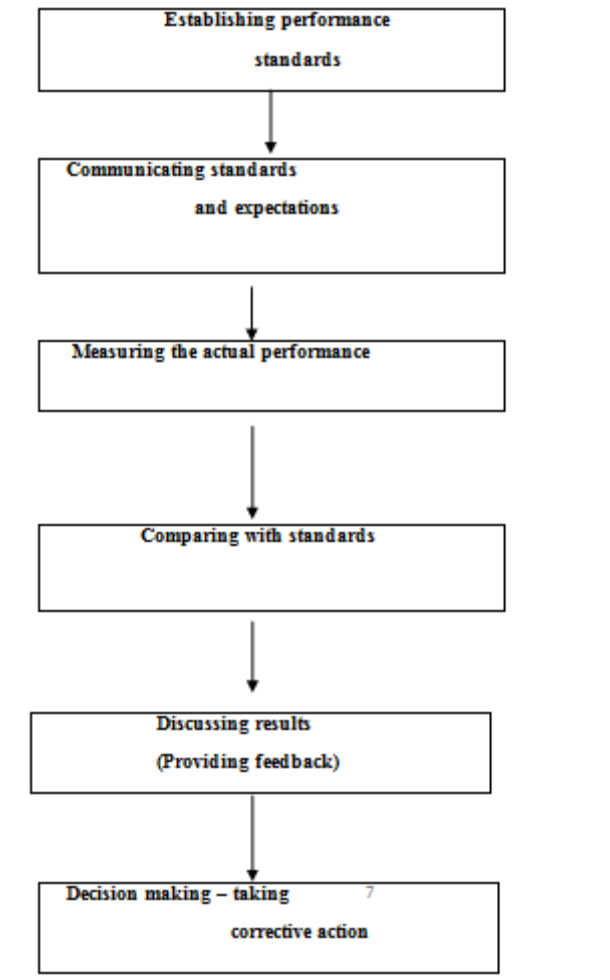 Establishing performance
standards
Communicating standards
and expectations
Measuring the actual performance
Comparing with standards
Discussing results
(Providing feedback)
Decision making – taking 7
corrective action